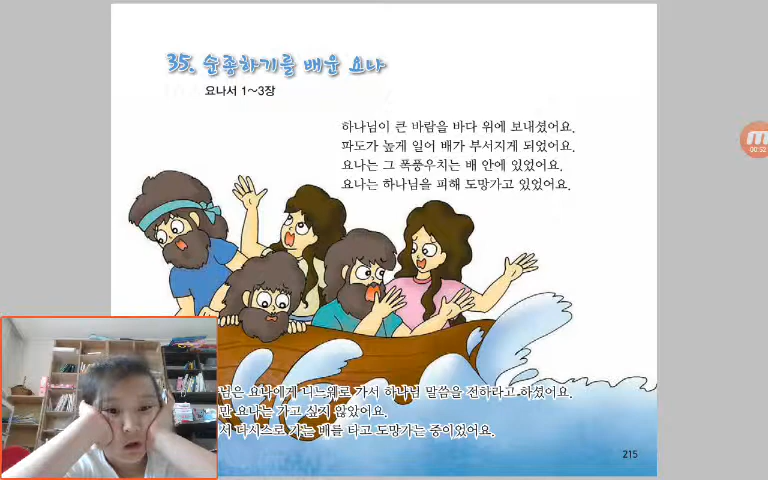 35. 순종하기를 배운 요나
요나서 1~3장
하나님이 큰 바람을 바다 위에 보내셨어요.
파도가 높게 일어 배가 부서지게 되었어요.
요나는 그 폭풍우치는 배 안에 있었어요.
요나는 하나님을 피해 도망가고 있었어요.
00:52
님은 요나에게 니느웨로 가서 하나님 말씀을 전하라고 하셨어요.
만 요나는 가고 싶지 않았어요.
서 다시스로 가는 배를 타고 도망가는 중이었어요.
215